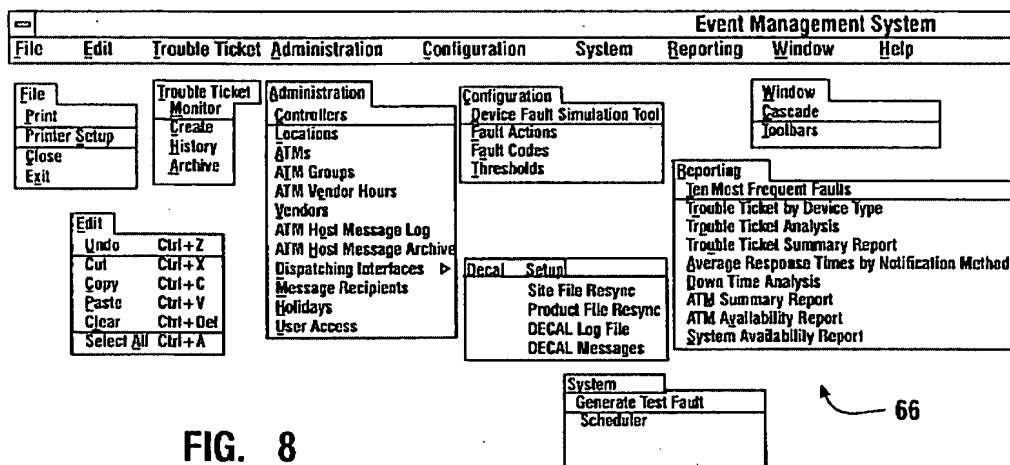 Event Management System
File Edit Trouble Ticket Administration Configuration System Reporting Window Help
File
Print
Printer Setup
Close
Exit
Trouble Ticket
Monitor
Create
History
Archive
Administration
Controllers
Locations
ATMs
ATM Groups
ATM Vendor Hours
Vendors
ATM Host Message Log
ATM Host Message Archive
Dispatching Interfaces
Message Recipients
Holidays
User Access
Configuration
Device Fault Simulation Tool
Fault Actions
Fault Codes
Thresholds
Window
Cascade
Toolbars
Reporting
Ten Most Frequent Faults
Trouble Ticket by Device Type
Trouble Ticket Analysis
Trouble Ticket Summary Report
Average Response Times by Notification Method
Down Time Analysis
ATM Summary Report
ATM Availability Report
System Availability Report
Edit
Undo Ctrl+Z
Cut Ctrl+X
Copy Ctrl+C
Paste Ctrl+V
Clear Ctrl+Del
Select All Ctrl+A
Decal Setup
Site File Resync
Product File Resync
DECAL Log File
DECAL Messages
System
Generate Test Fault
Scheduler
66
FIG. 8